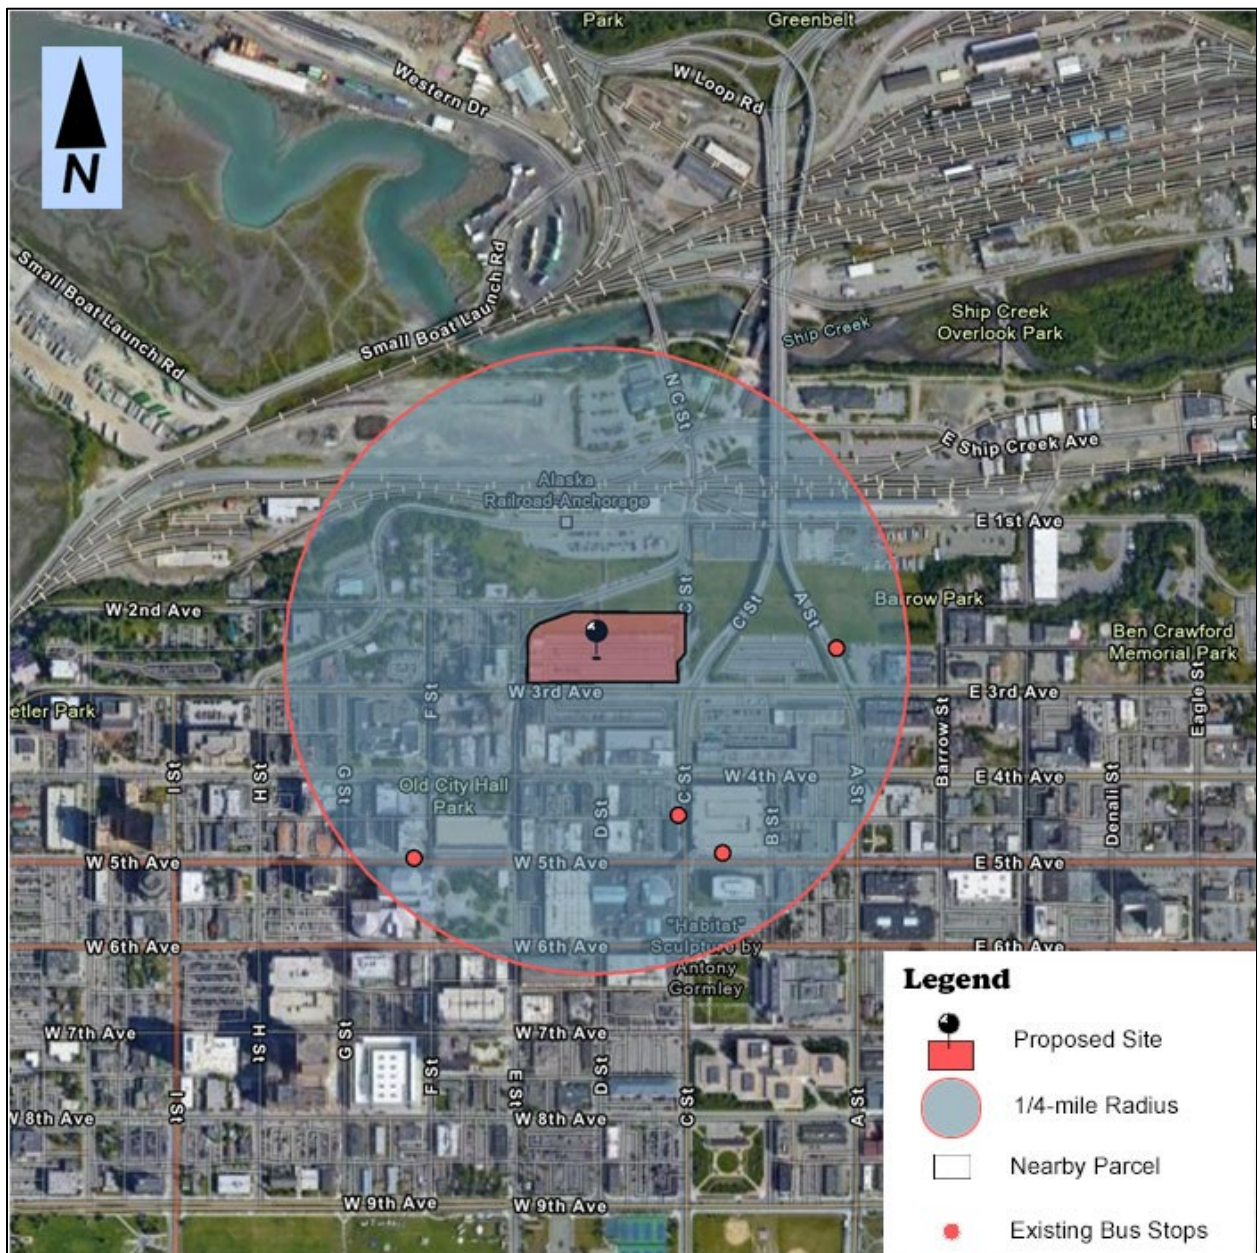 Park
Greenbelt
Western Dr
W Loop Rd
N
Small Boat Launch Rd
Small Boat Launch Rd
Ship Creek
Overlook Park
Ship Creek
N C St
E Ship Creek Ave
Alaska
Railroad-Anchorage
E 1st Ave
W 2nd Ave
C St
C St
A St
Barrow Park
Ben Crawford
Memorial Park
W 3rd Ave
E 3rd Ave
F St
Barrow St
Eagle St
etler Park
I St
H St
G St
Old City Hall
Park
D St
C St
W 4th Ave
B St
A St
E 4th Ave
Denali St
W 5th Ave
W 5th Ave
E 5th Ave
"Habitat"
Sculpture by
Antony
Gormley
W 6th Ave
W 6th Ave
E 6th Ave
W 7th Ave
H St
G St
W 7th Ave
I St
F St
E St
D St
C St
A St
W 8th Ave
W 8th Ave
W 9th Ave
W 9th Ave
Legend
Proposed Site
1/4-mile Radius
Nearby Parcel
Existing Bus Stops